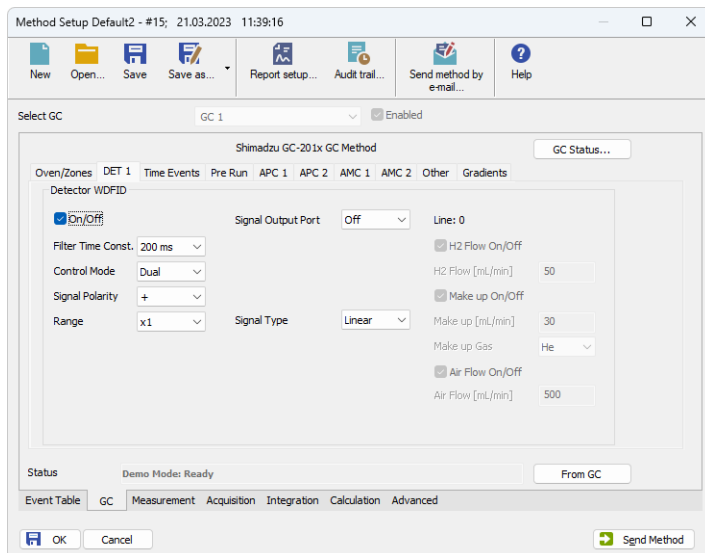 Method Setup Default2 - #15; 21.03.2023 11:39:16
New Open... Save Save as... Report setup... Audit trail... Send method by e-mail... Help
Select GC GC 1 Enabled
Shimadzu GC-201x GC Method GC Status...
Oven/Zones DET 1 Time Events Pre Run APC 1 APC 2 AMC 1 AMC 2 Other Gradients
Detector WDFID
On/Off Signal Output Port Off Line: 0
Filter Time Const. 200 ms H2 Flow On/Off
Control Mode Dual H2 Flow [mL/min] 50
Signal Polarity + Make up On/Off
Range x1 Signal Type Linear Make up [mL/min] 30
Make up Gas He
Air Flow On/Off
Air Flow [mL/min] 500
Status Demo Mode: Ready From GC
Event Table GC Measurement Acquisition Integration Calculation Advanced
OK Cancel Send Method